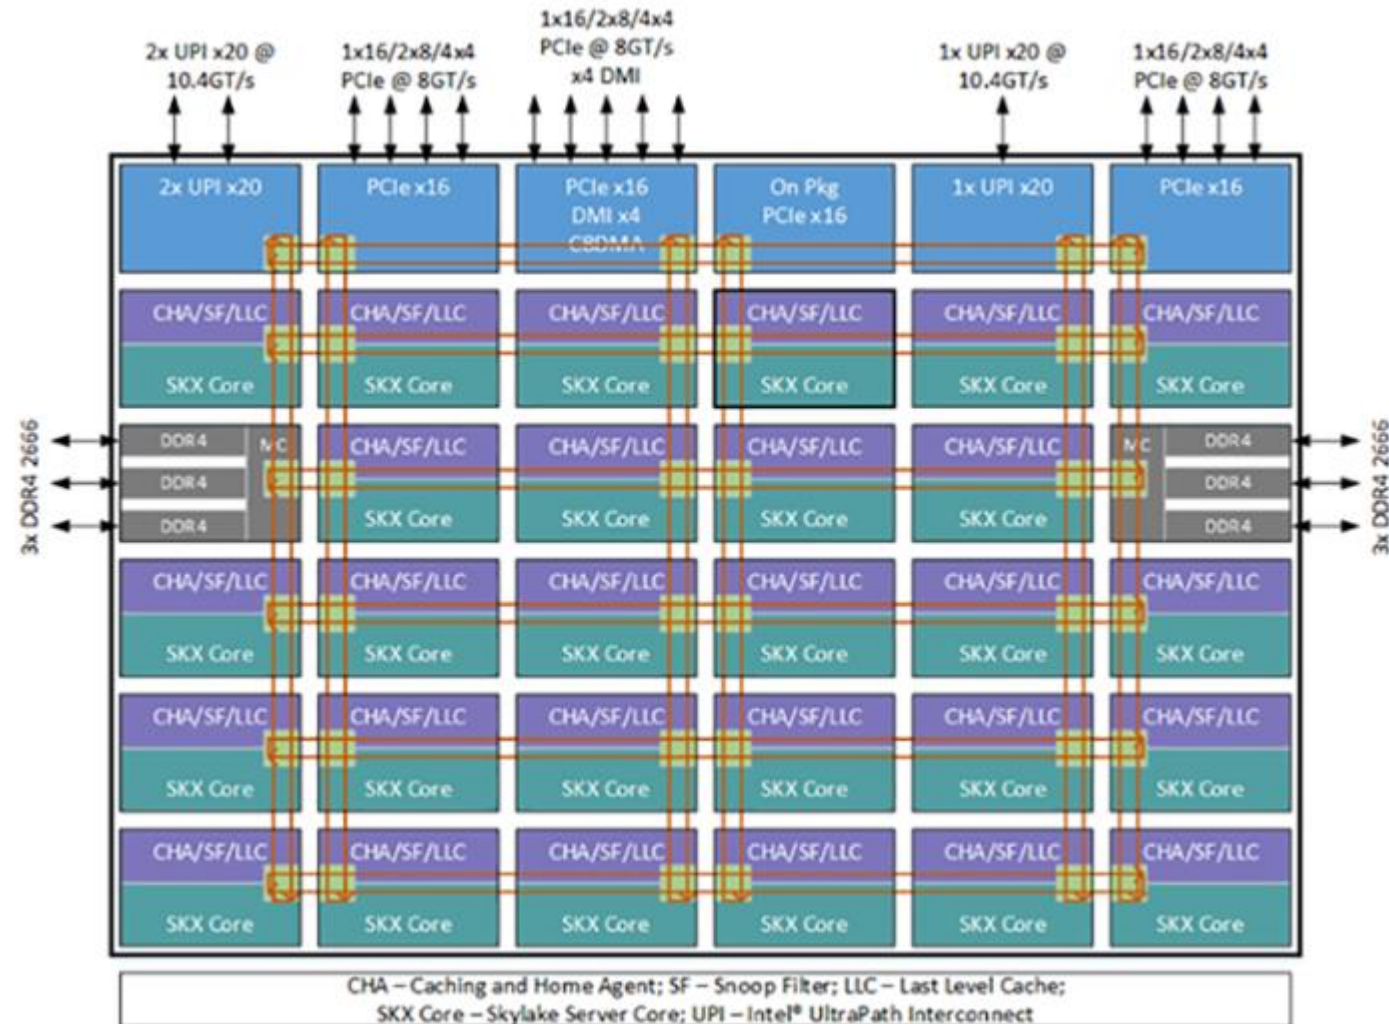 2x UPI x20 @
10.4GT/s
1x16/2x8/4x4
PCIe @ 8GT/s
1x16/2x8/4x4
PCIe @ 8GT/s
x4 DMI
1x UPI x20 @
10.4GT/s
1x16/2x8/4x4
PCIe @ 8GT/s
2x UPI x20
PCIe x16
PCIe x16
DMI x4
CBDMA
On Pkg
PCIe x16
1x UPI x20
PCIe x16
CHA/SF/LLC
CHA/SF/LLC
CHA/SF/LLC
CHA/SF/LLC
CHA/SF/LLC
CHA/SF/LLC
SKX Core
SKX Core
SKX Core
SKX Core
SKX Core
SKX Core
3x DDR4 2666
DDR4
DDR4
DDR4
MC
CHA/SF/LLC
CHA/SF/LLC
CHA/SF/LLC
CHA/SF/LLC
SKX Core
SKX Core
SKX Core
SKX Core
MC
DDR4
DDR4
DDR4
3x DDR4 2666
CHA/SF/LLC
CHA/SF/LLC
CHA/SF/LLC
CHA/SF/LLC
CHA/SF/LLC
CHA/SF/LLC
SKX Core
SKX Core
SKX Core
SKX Core
SKX Core
SKX Core
CHA/SF/LLC
CHA/SF/LLC
CHA/SF/LLC
CHA/SF/LLC
CHA/SF/LLC
CHA/SF/LLC
SKX Core
SKX Core
SKX Core
SKX Core
SKX Core
SKX Core
CHA/SF/LLC
CHA/SF/LLC
CHA/SF/LLC
CHA/SF/LLC
CHA/SF/LLC
CHA/SF/LLC
SKX Core
SKX Core
SKX Core
SKX Core
SKX Core
SKX Core
CHA – Caching and Home Agent; SF – Snoop Filter; LLC – Last Level Cache;
SKX Core – Skylake Server Core; UPI – Intel® UltraPath Interconnect